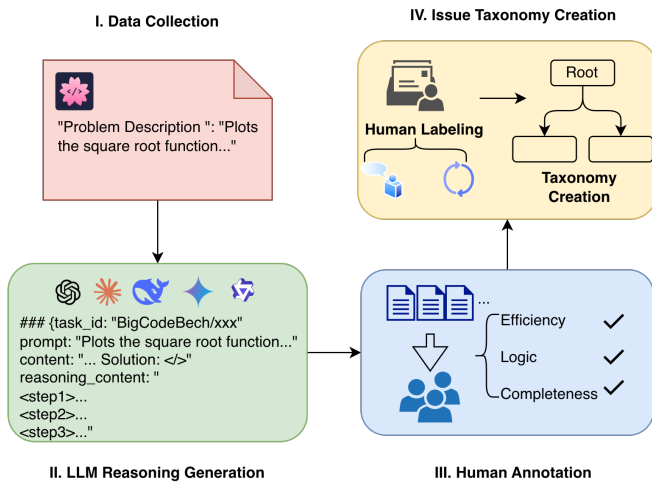 I. Data Collection
"Problem Description ": "Plots
the square root function..."
### {task_id: "BigCodeBech/xxx"
prompt: "Plots the square root function..."
content: "... Solution: </>"
reasoning_content: "
<step1>...
<step2>...
<step3>..."
II. LLM Reasoning Generation
...
Efficiency
Logic
Completeness
III. Human Annotation
IV. Issue Taxonomy Creation
Human Labeling
Root
Taxonomy
Creation